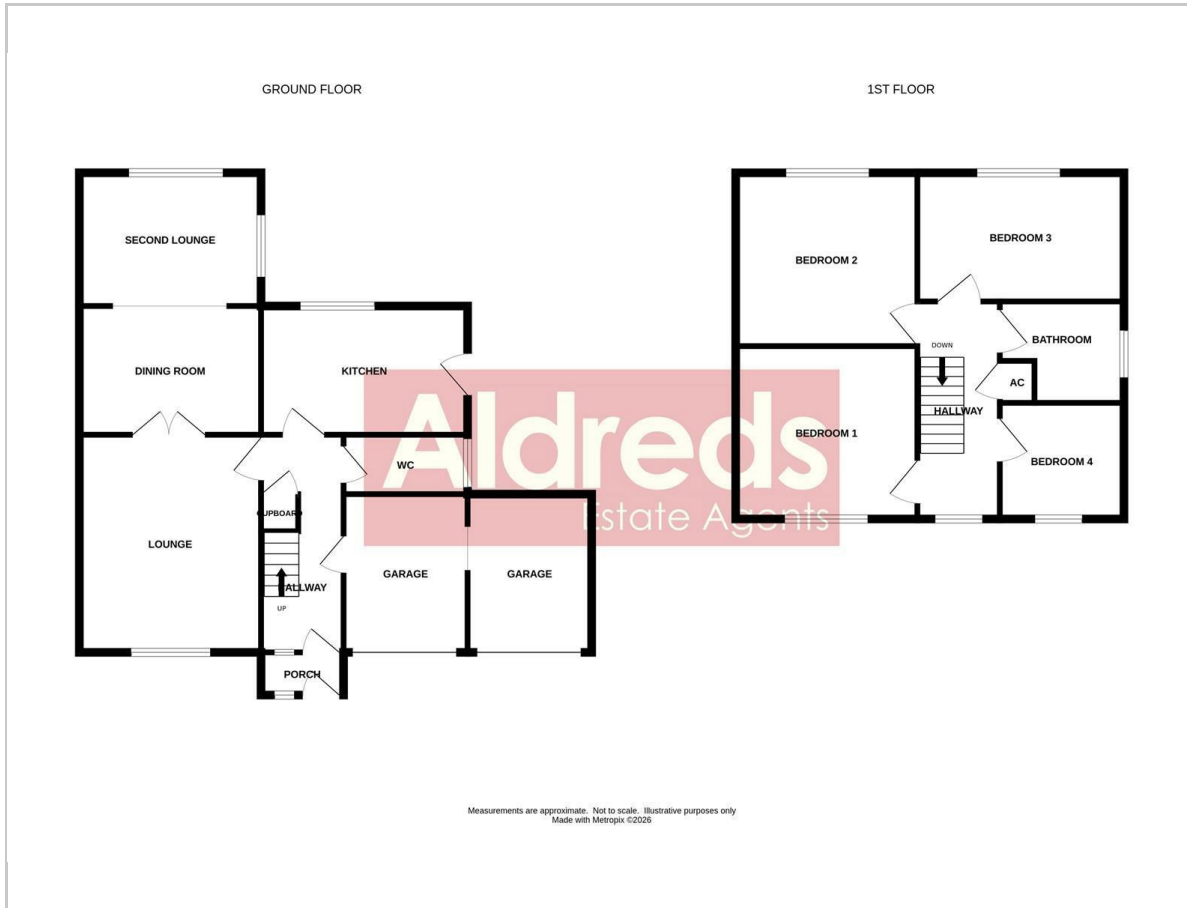 GROUND FLOOR
SECOND LOUNGE
DINING ROOM
KITCHEN
WC
CUPBOARD
LOUNGE
HALLWAY
UP
GARAGE
GARAGE
PORCH
1ST FLOOR
BEDROOM 2
BEDROOM 3
DOWN
BATHROOM
AC
HALLWAY
BEDROOM 1
BEDROOM 4
Aldreds
Estate Agents
Measurements are approximate. Not to scale. Illustrative purposes only
Made with Metropix ©2026